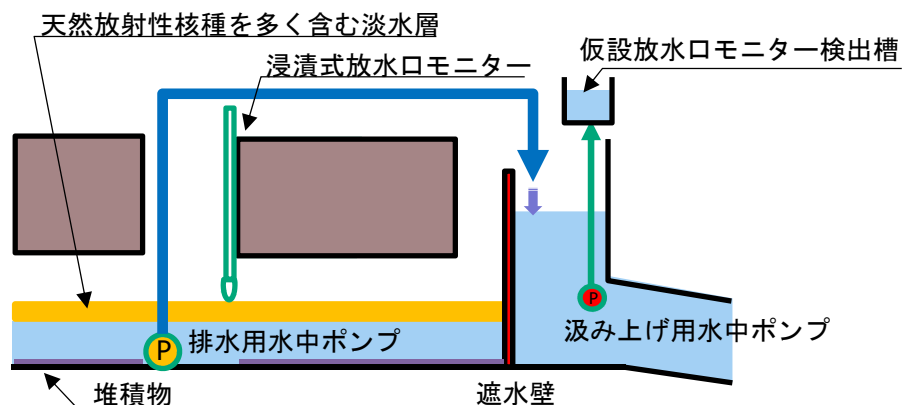 天然放射性核種を多く含む淡水層
仮設放水口モニター検出槽
浸漬式放水口モニター
P
P
排水用水中ポンプ
汲み上げ用水中ポンプ
堆積物
遮水壁